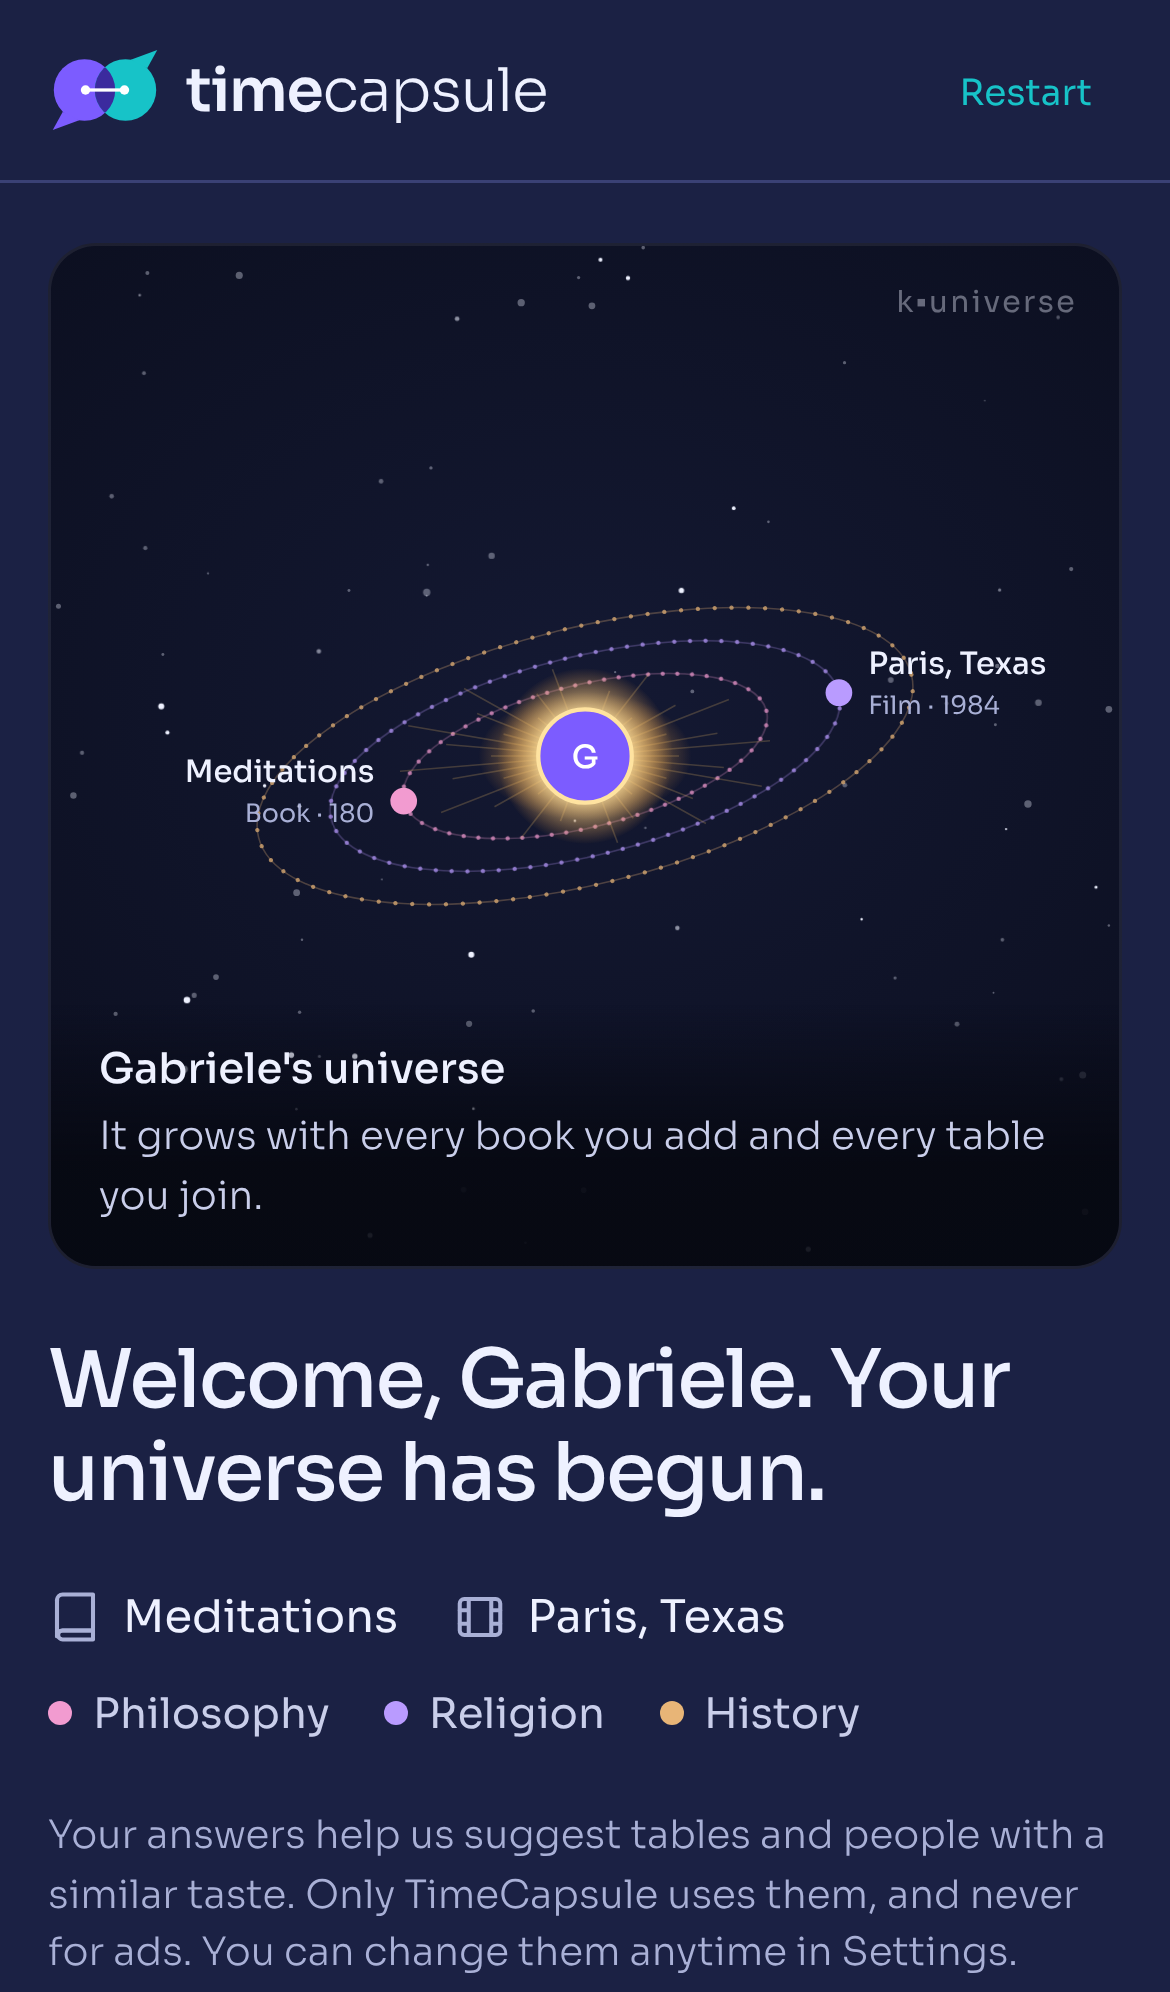 timecapsule
Restart
k▪universe
Paris, Texas
Film · 1984
Meditations
Book · 180
G
Gabriele's universe
It grows with every book you add and every table
you join.
Welcome, Gabriele. Your
universe has begun.
Meditations Paris, Texas
Philosophy Religion History
Your answers help us suggest tables and people with a
similar taste. Only TimeCapsule uses them, and never
for ads. You can change them anytime in Settings.